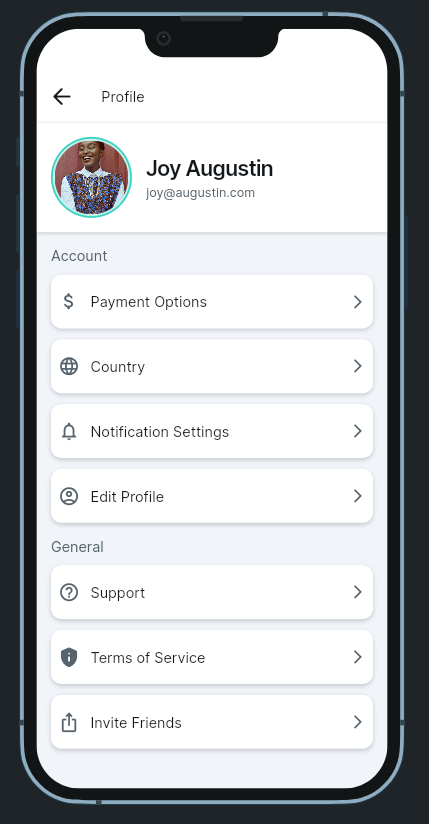 Profile
Joy Augustin
joy@augustin.com
Account
Payment Options
Country
Notification Settings
Edit Profile
General
Support
Terms of Service
Invite Friends